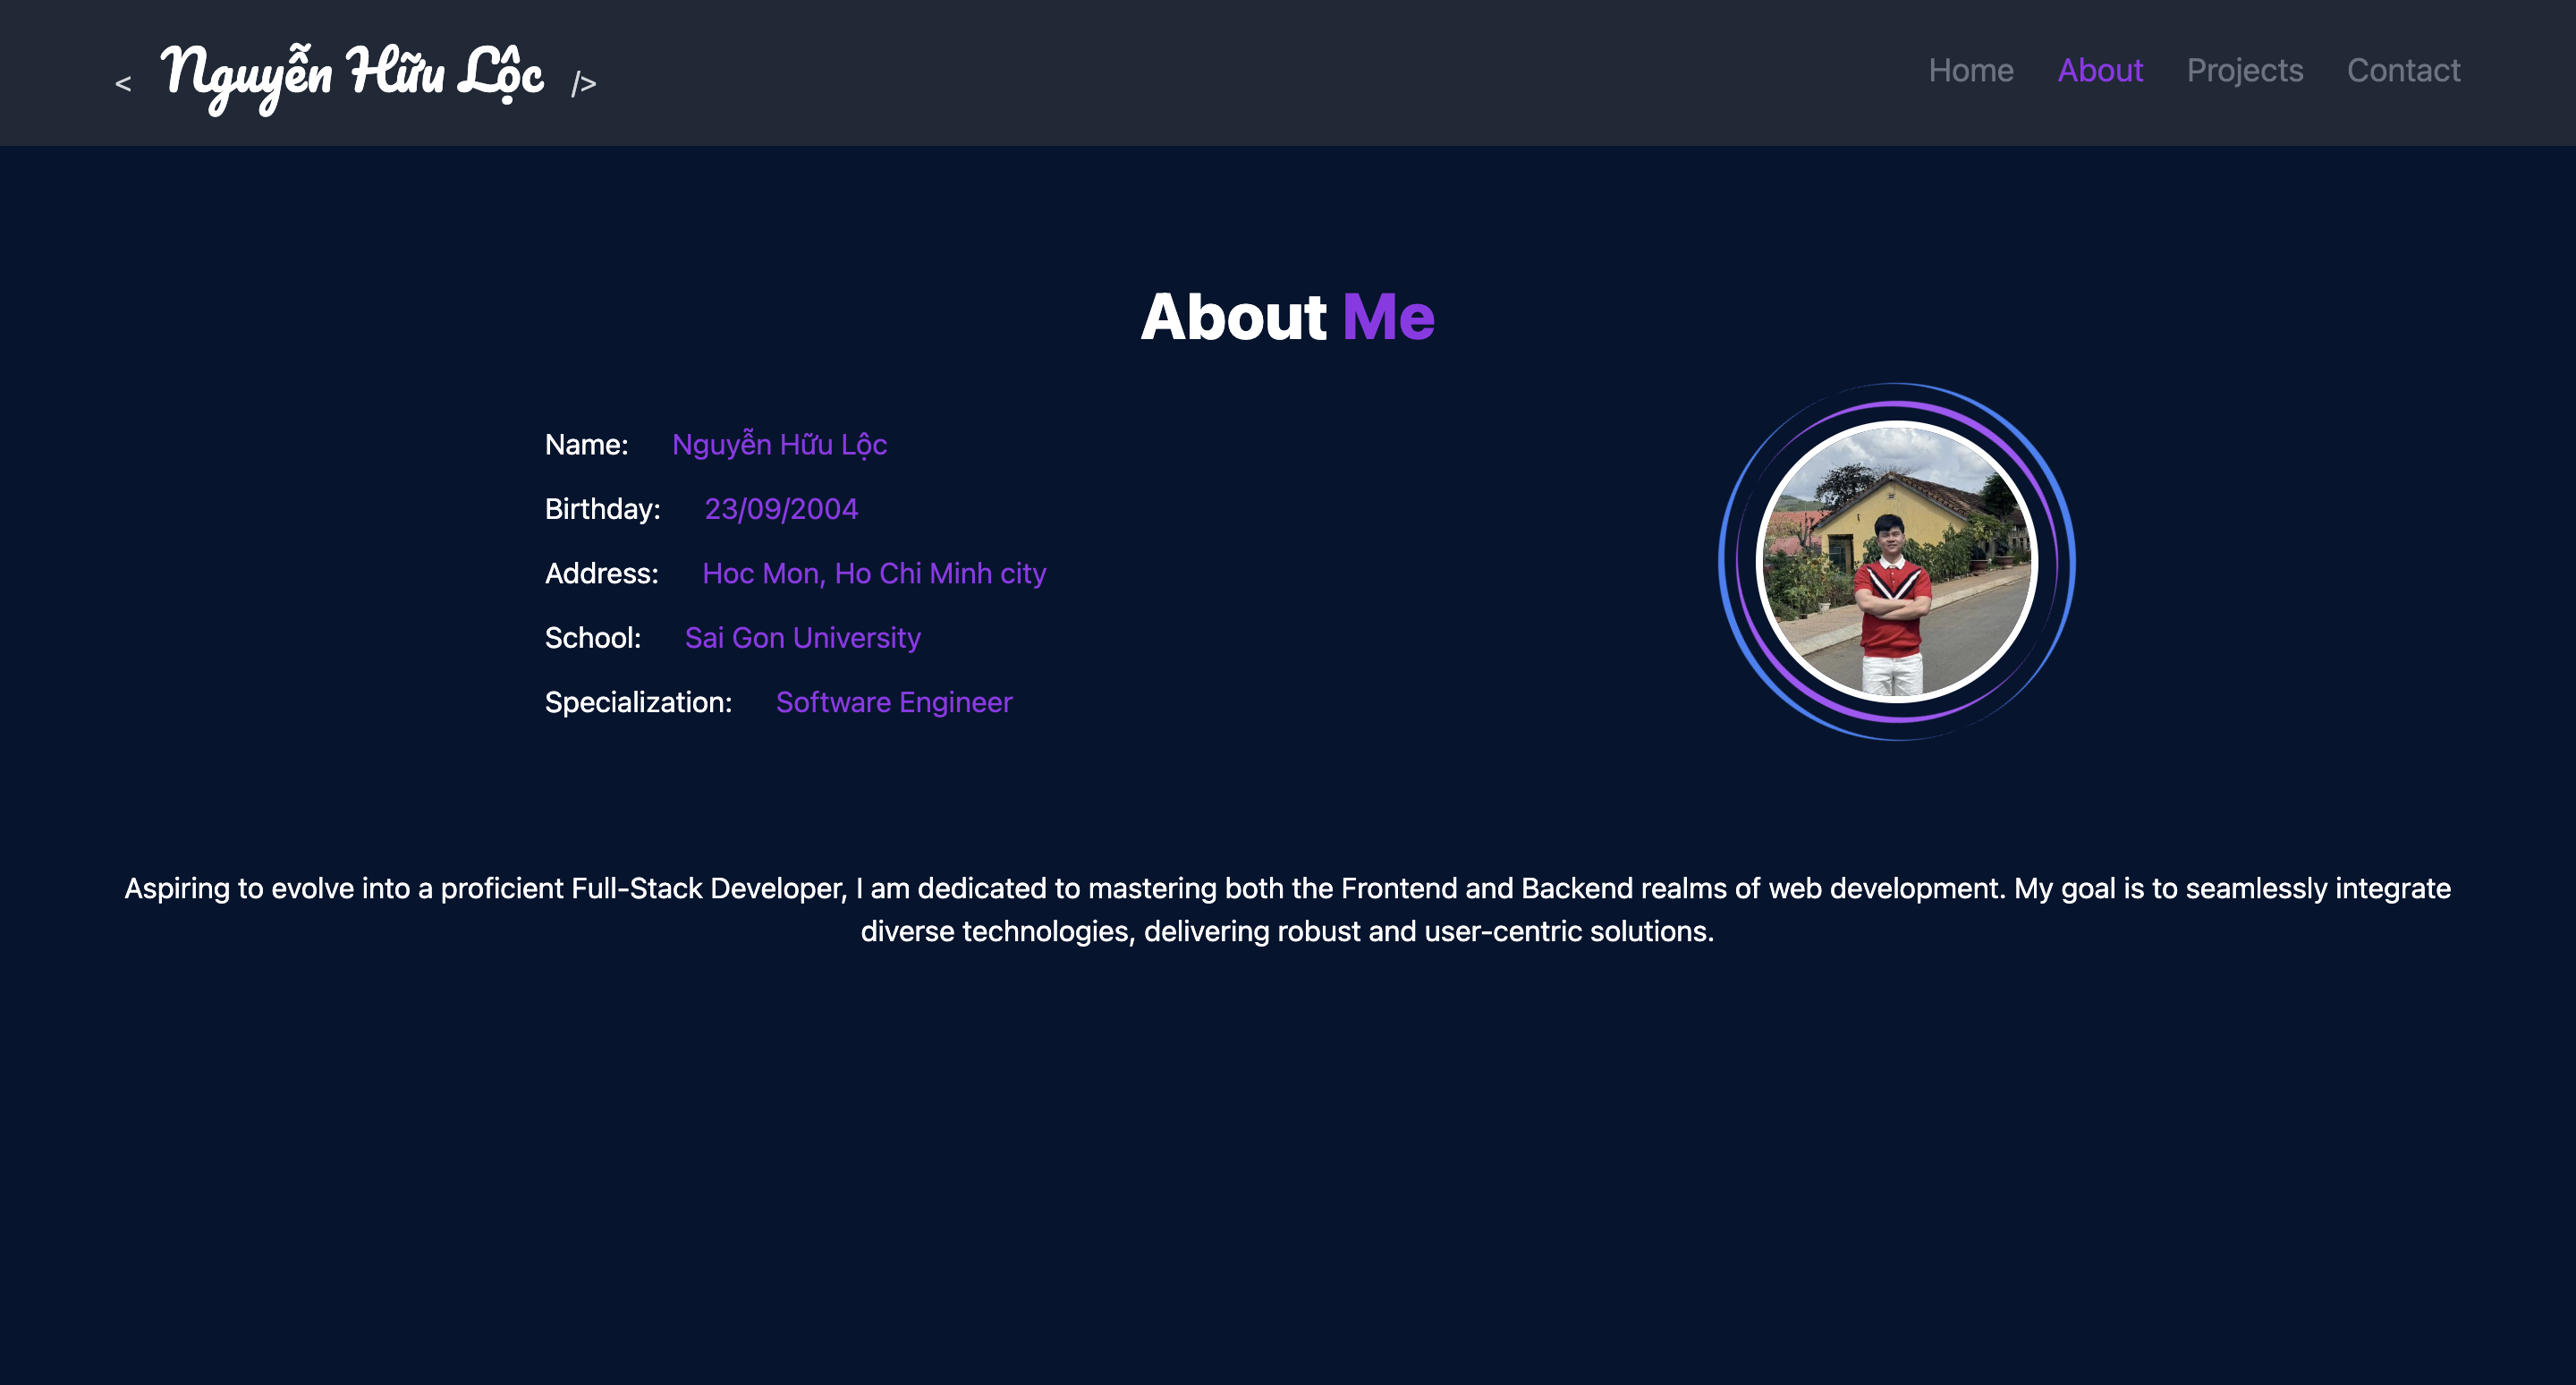 < Nguyễn Hữu Lộc />
Home About Projects Contact
About Me
Name: Nguyễn Hữu Lộc
Birthday: 23/09/2004
Address: Hoc Mon, Ho Chi Minh city
School: Sai Gon University
Specialization: Software Engineer
Aspiring to evolve into a proficient Full-Stack Developer, I am dedicated to mastering both the Frontend and Backend realms of web development. My goal is to seamlessly integrate
diverse technologies, delivering robust and user-centric solutions.